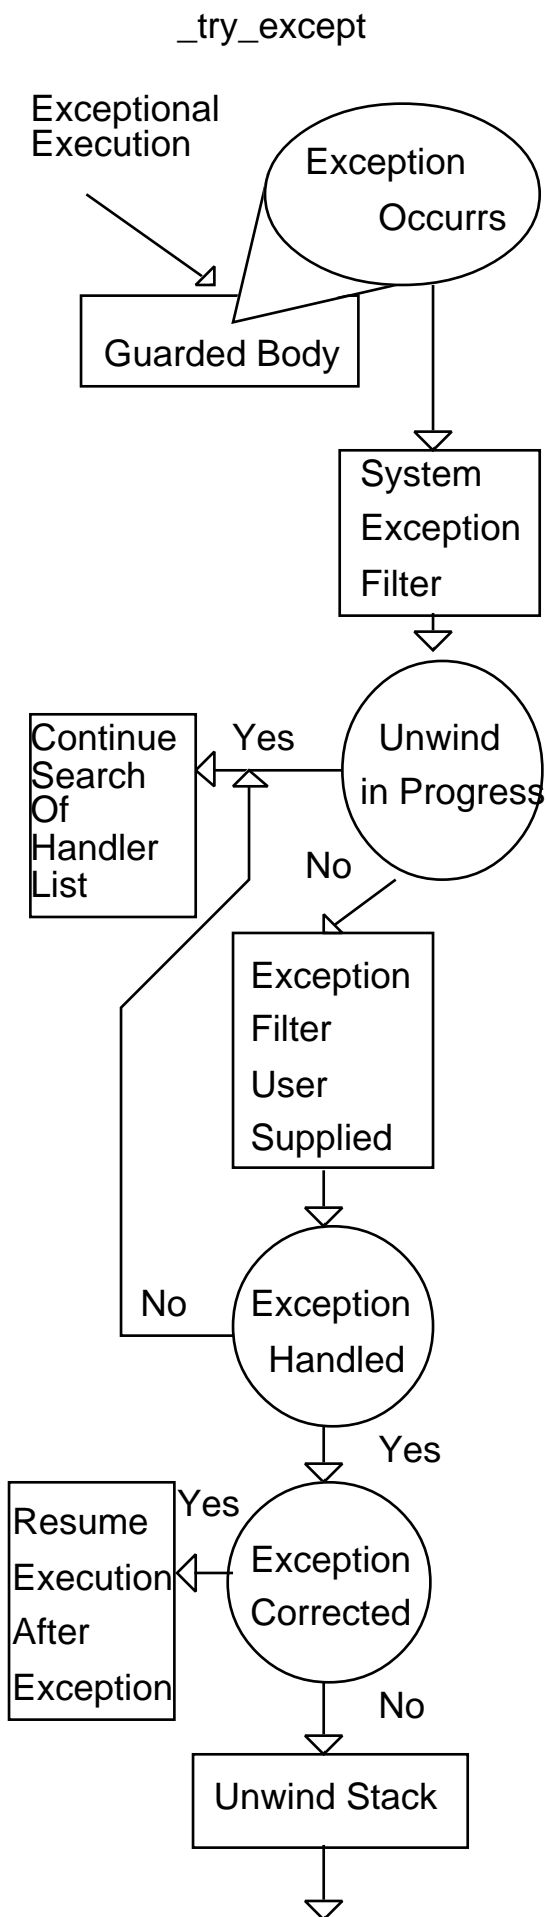 _try_except
Exceptional
Execution
Exception
Occurrs
Guarded Body
System
Exception
Filter
Unwind
in Progress
Yes
Continue
Search
Of
Handler
List
No
Exception
Filter
User
Supplied
No
Exception
Handled
Yes
Yes
Resume
Execution
After
Exception
Exception
Corrected
No
Unwind Stack